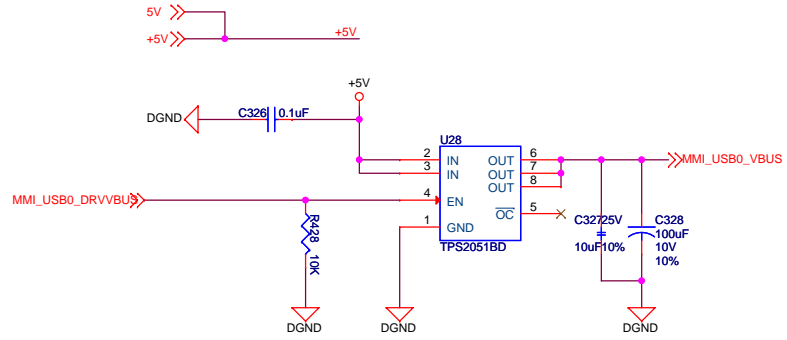 5V
+5V
+5V
+5V
C326
0.1uF
DGND
U28
2
IN
OUT
6
3
IN
OUT
7
OUT
8
MMI_USB0_DRVVBUS
4
EN
OC
5
1
GND
TPS2051BD
MMI_USB0_VBUS
R428
10K
C327
25V
10uF
10%
C328
100uF
10V
10%
DGND
DGND
DGND